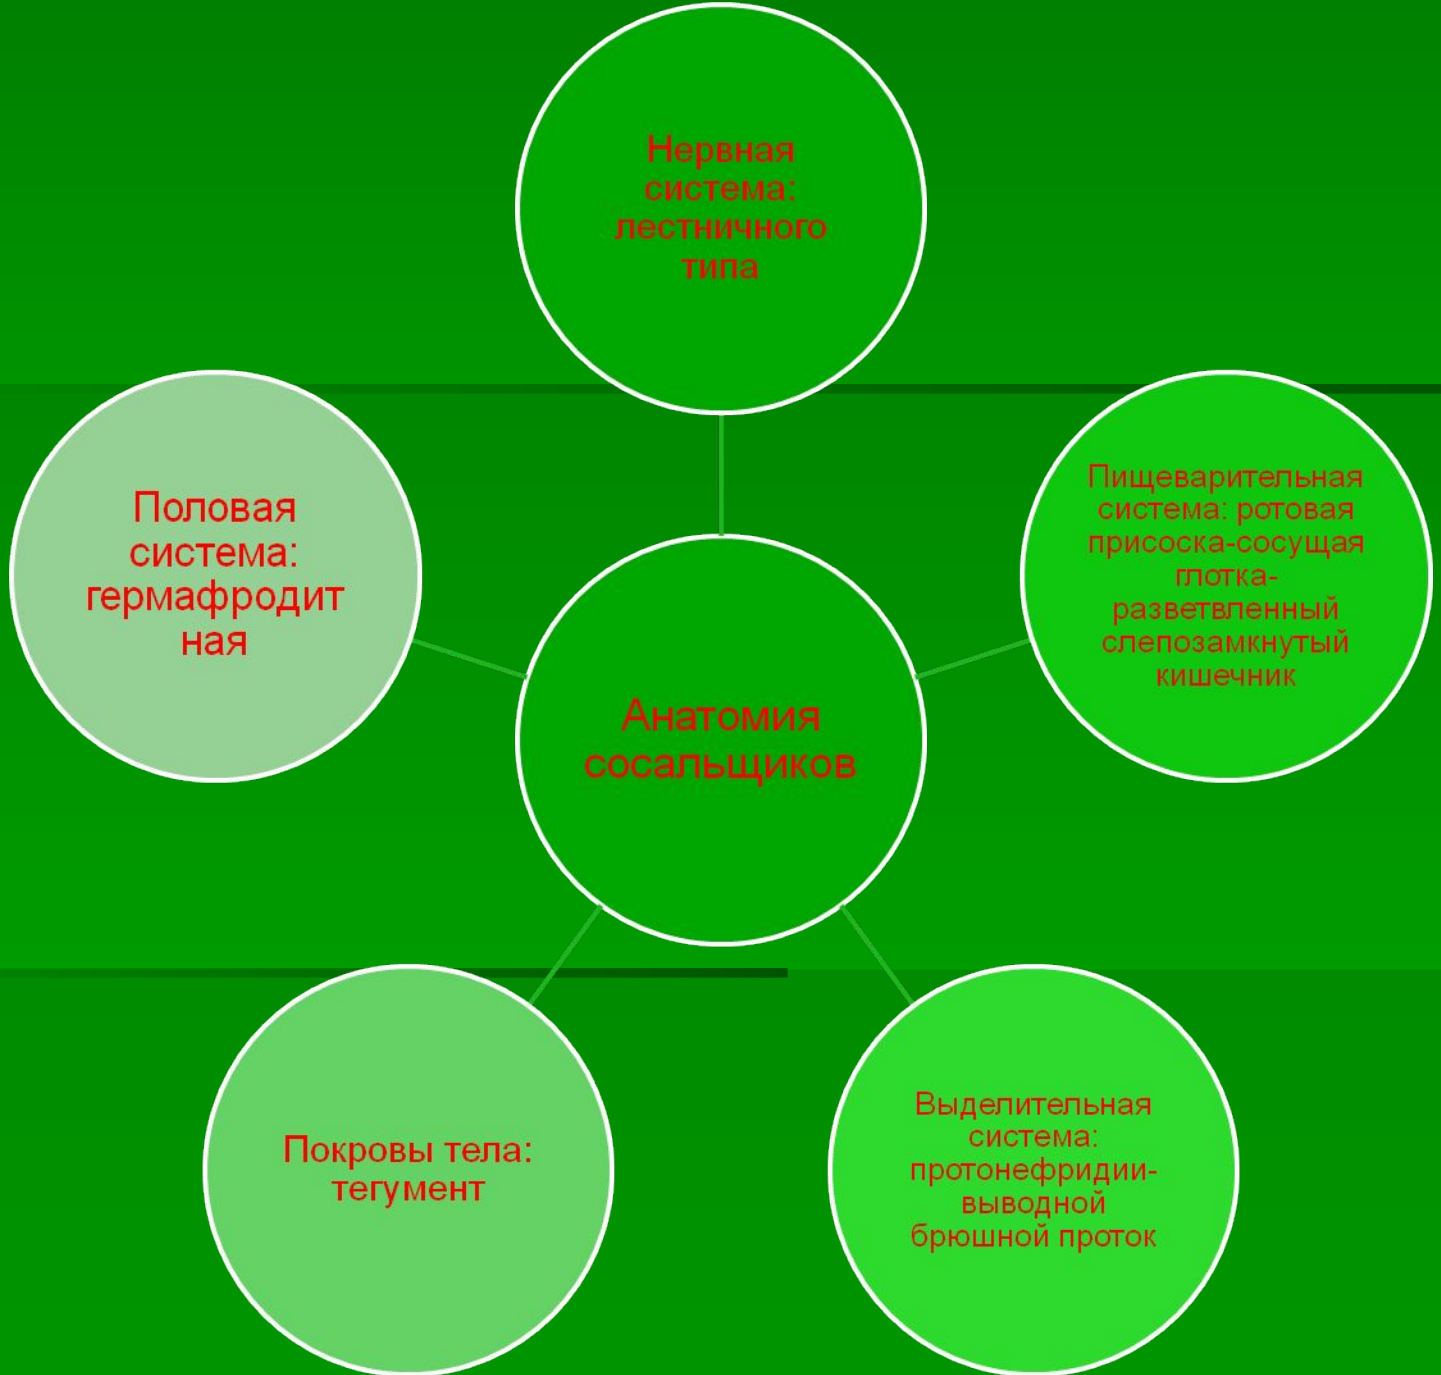 Нервная
система:
лестничного
типа
Половая
система:
гермафродит
ная
Пищеварительная
система: ротовая
присоска-сосущая
глотка-
разветвленный
слепозамкнутый
кишечник
Анатомия
сосальщиков
Покровы тела:
тегумент
Выделительная
система:
протонефридии-
выводной
брюшной проток